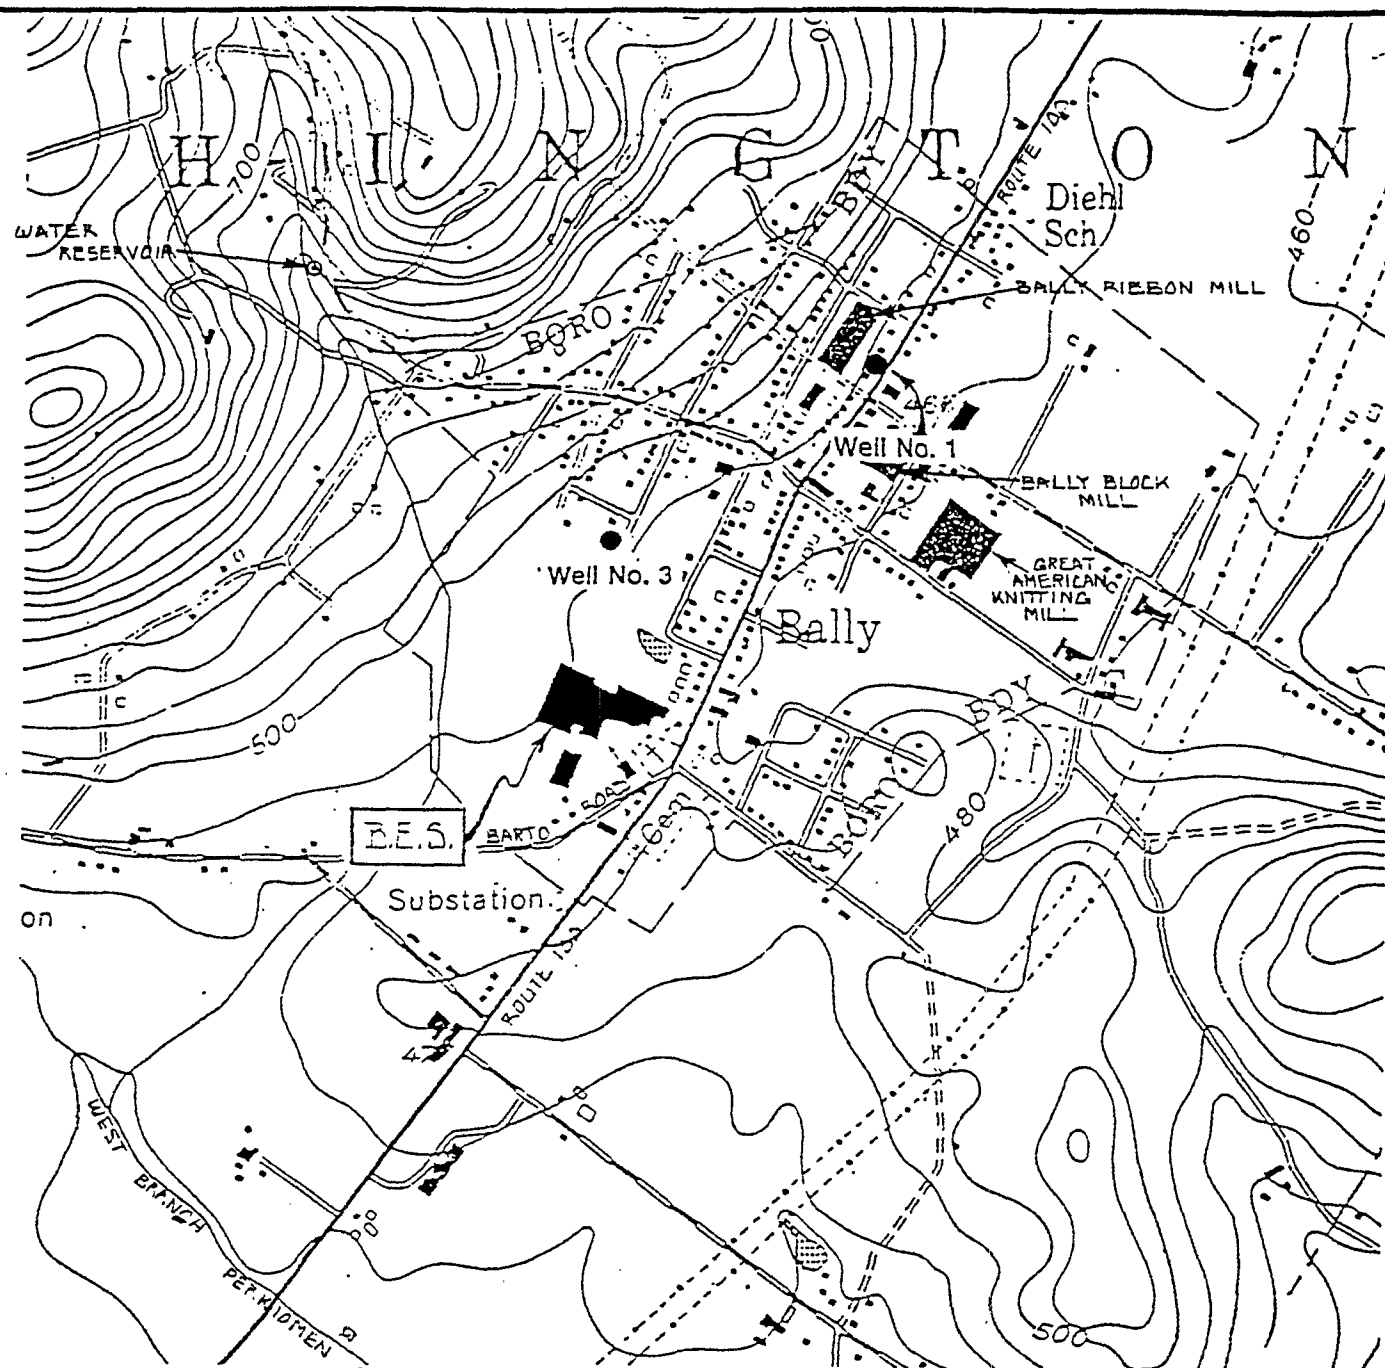 H I N G T O N
700
BDY
ROUTE 100
Diehl
Sch
460
WATER
RESERVOIR
BALLY RIBBON MILL
BORO
Well No. 1
BALLY BLOCK
MILL
GREAT
AMERICAN
KNITTING
MILL
Well No. 3
Bally
BDY
500
480
Boro
B.E.S.
BARTO ROAD
Cem
Substation
on
ROUTE 100
WEST
BRANCH
PERKIOMEN
500